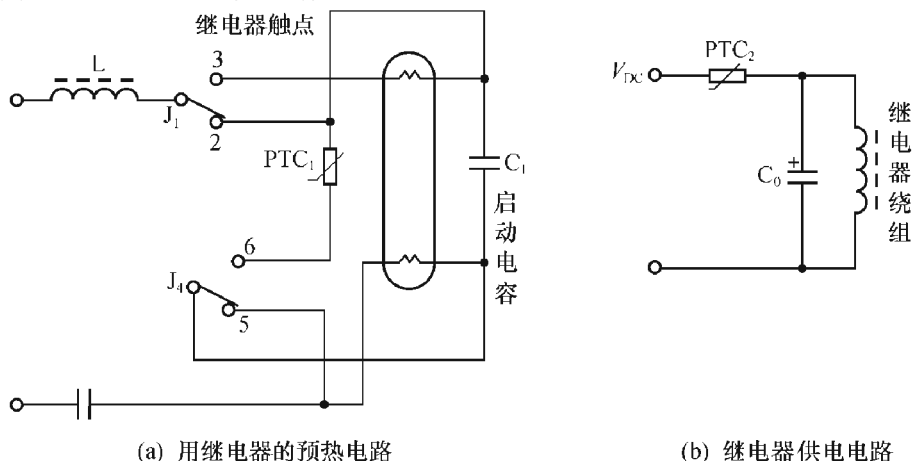 继电器触点
L
3
J₁
2
PTC₁
C₁
启动电容
6
J₄
5
(a) 用继电器的预热电路
V_DC
PTC₂
C₀
+
继电器绕组
(b) 继电器供电电路